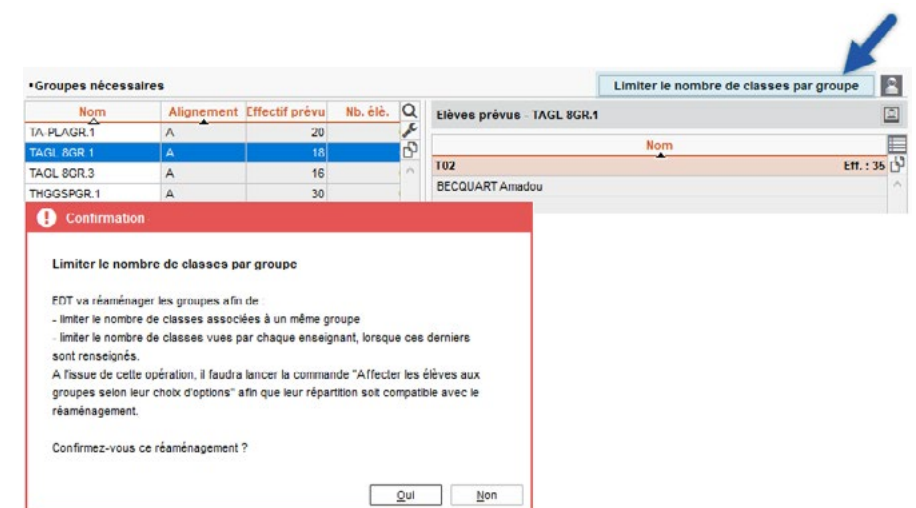 •Groupes nécessaires
Limiter le nombre de classes par groupe
Nom Alignement Effectif prévu Nb. élè.
TA-PLAGR.1 A 20
TAGL 8GR.1 A 18
TAGL 8GR.3 A 16
THGGSPGR.1 A 30
Elèves prévus - TAGL 8GR.1
Nom
T02 Eff. : 35
BECQUART Amadou
Confirmation
Limiter le nombre de classes par groupe
EDT va réaménager les groupes afin de :
- limiter le nombre de classes associées à un même groupe
- limiter le nombre de classes vues par chaque enseignant, lorsque ces derniers
sont renseignés.
A l'issue de cette opération, il faudra lancer la commande "Affecter les élèves aux
groupes selon leur choix d'options" afin que leur répartition soit compatible avec le
réaménagement.
Confirmez-vous ce réaménagement ?
Oui Non